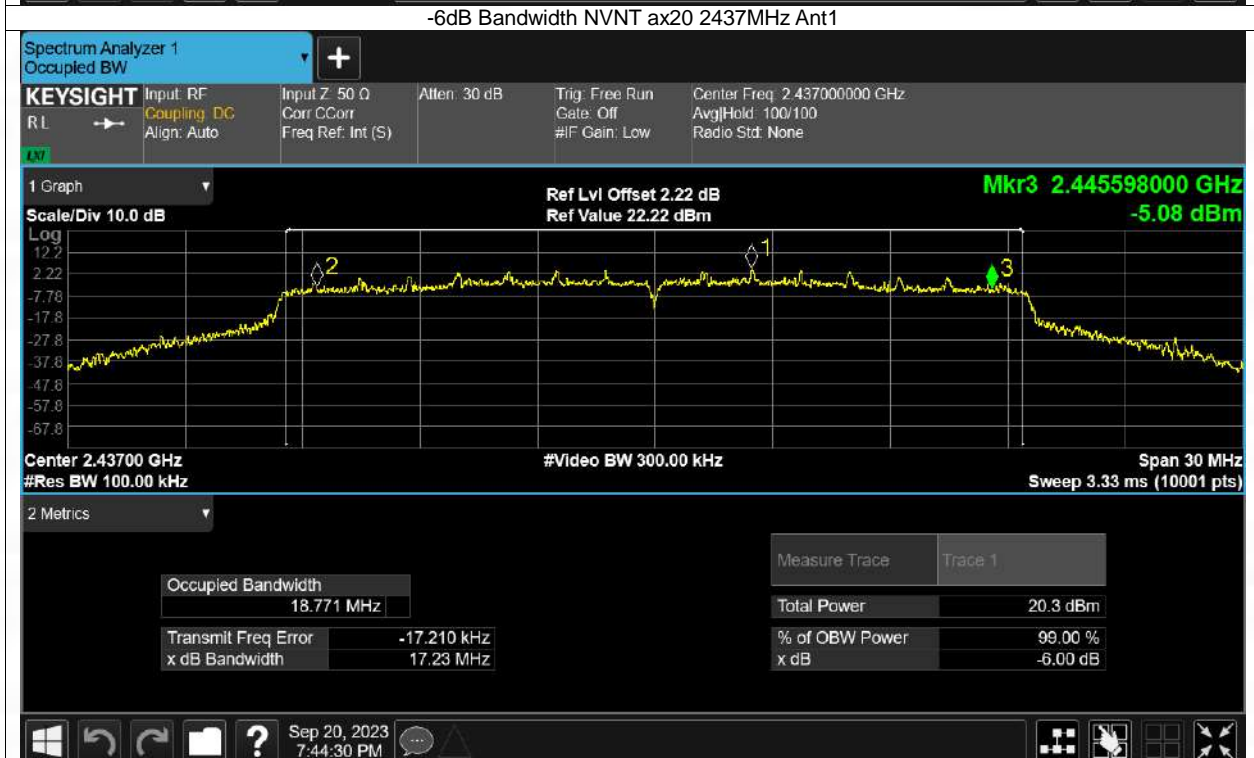 -6dB Bandwidth NVNT ax20 2437MHz Ant1
Spectrum Analyzer 1
Occupied BW
+
KEYSIGHT
RL
LXI
Input: RF
Coupling: DC
Align: Auto
Input Z: 50 Ω
Corr CCorr
Freq Ref: Int (S)
Atten: 30 dB
Trig: Free Run
Gate: Off
#IF Gain: Low
Center Freq: 2.437000000 GHz
Avg|Hold: 100/100
Radio Std: None
1 Graph
Scale/Div 10.0 dB
Ref Lvl Offset 2.22 dB
Ref Value 22.22 dBm
Mkr3 2.445598000 GHz
-5.08 dBm
Log
12.2
2.22
-7.78
-17.8
-27.8
-37.8
-47.8
-57.8
-67.8
2
1
3
Center 2.43700 GHz
#Res BW 100.00 kHz
#Video BW 300.00 kHz
Span 30 MHz
Sweep 3.33 ms (10001 pts)
2 Metrics
Measure Trace Trace 1
Occupied Bandwidth
18.771 MHz
Total Power 20.3 dBm
Transmit Freq Error -17.210 kHz
% of OBW Power 99.00 %
x dB Bandwidth 17.23 MHz
x dB -6.00 dB
?
Sep 20, 2023
7:44:30 PM